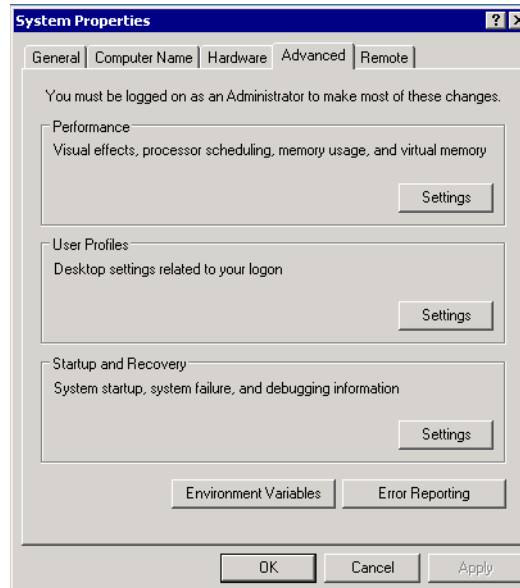 System Properties
General
Computer Name
Hardware
Advanced
Remote
You must be logged on as an Administrator to make most of these changes.
Performance
Visual effects, processor scheduling, memory usage, and virtual memory
Settings
User Profiles
Desktop settings related to your logon
Settings
Startup and Recovery
System startup, system failure, and debugging information
Settings
Environment Variables
Error Reporting
OK
Cancel
Apply